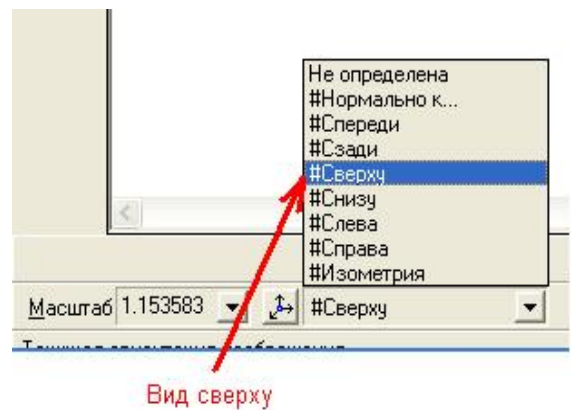 Не определена
#Нормально к...
#Спереди
#Сзади
#Сверху
#Снизу
#Слева
#Справа
#Изометрия
Масштаб 1.153583 #Сверху
Вид сверху